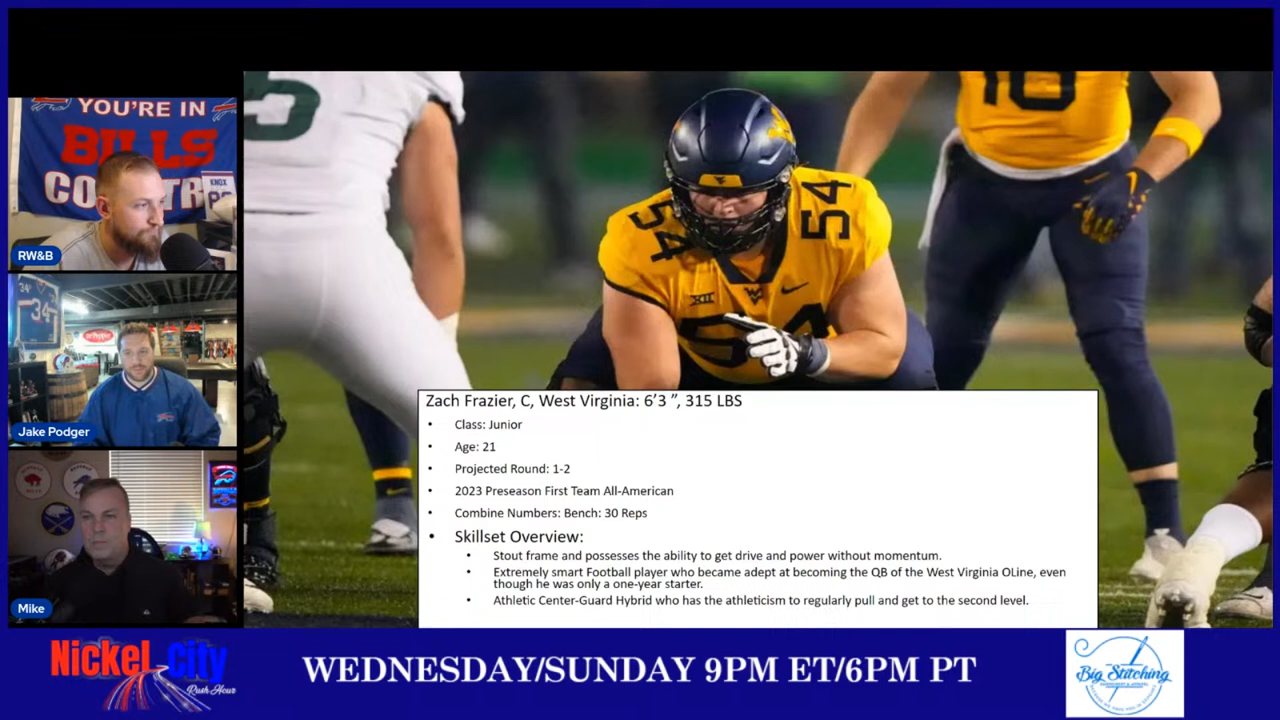 YOU'RE IN
BILLS
KNOX
RW&B
34
Jake Podger
Mike
5
54
54
54
XII
Zach Frazier, C, West Virginia: 6'3 ”, 315 LBS
• Class: Junior
• Age: 21
• Projected Round: 1-2
• 2023 Preseason First Team All-American
• Combine Numbers: Bench: 30 Reps
• Skillset Overview:
• Stout frame and possesses the ability to get drive and power without momentum.
• Extremely smart Football player who became adept at becoming the QB of the West Virginia OLine, even
though he was only a one-year starter.
• Athletic Center-Guard Hybrid who has the athleticism to regularly pull and get to the second level.
Nickel City
Rush Hour
WEDNESDAY/SUNDAY 9PM ET/6PM PT
Big Stitching